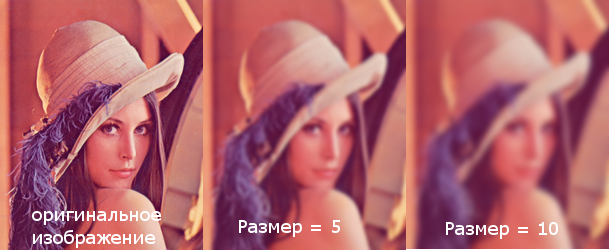 оригинальное
изображение
Размер = 5
Размер = 10